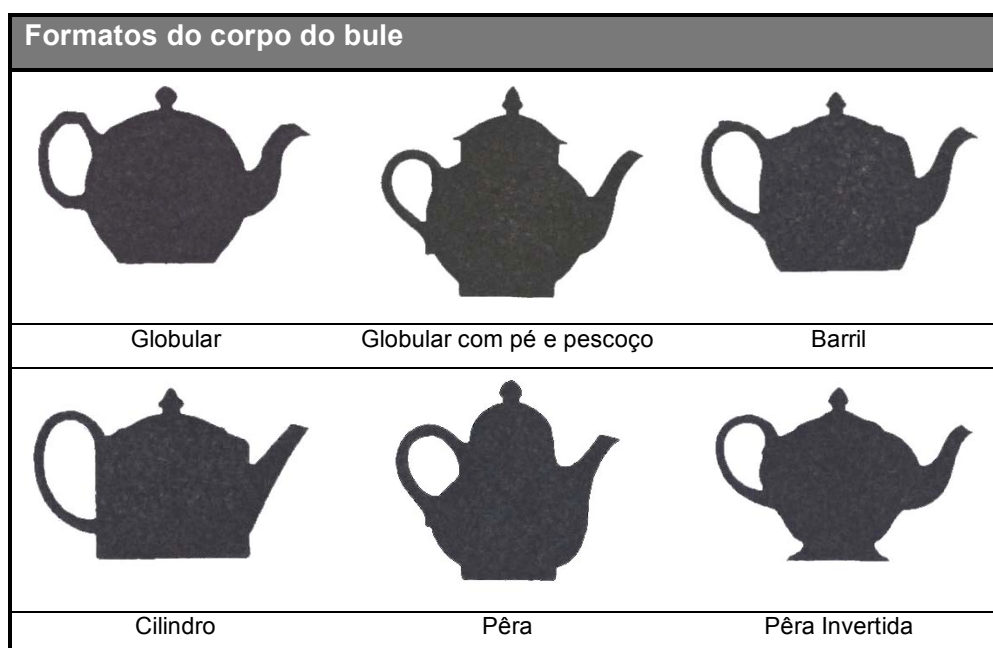 Formatos do corpo do bule
Globular Globular com pé e pescoço Barril
Cilindro Pêra Pêra Invertida